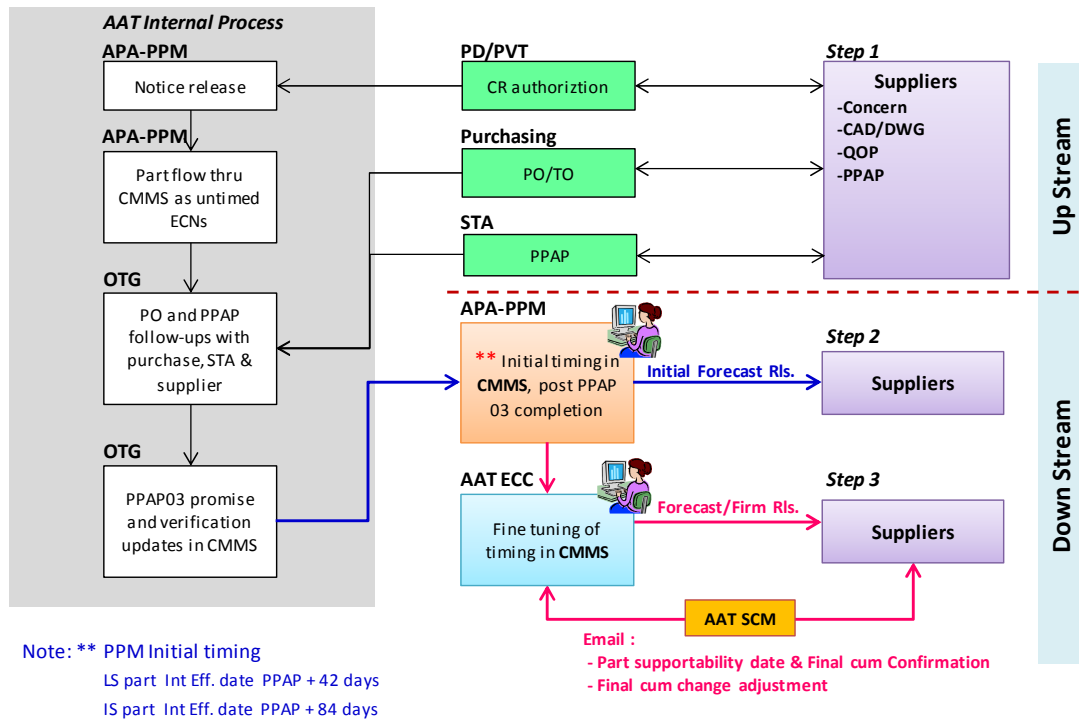 AAT Internal Process
APA-PPM
Notice release
APA-PPM
Part flow thru
CMMS as untimed
ECNs
OTG
PO and PPAP
follow-ups with
purchase, STA &
supplier
OTG
PPAP03 promise
and verification
updates in CMMS
PD/PVT
CR authoriztion
Purchasing
PO/TO
STA
PPAP
Step 1
Suppliers
-Concern
-CAD/DWG
-QOP
-PPAP
Up Stream
APA-PPM
** Initial timing in
CMMS, post PPAP
03 completion
Initial Forecast Rls.
Step 2
Suppliers
AAT ECC
Fine tuning of
timing in CMMS
Forecast/Firm Rls.
Step 3
Suppliers
Down Stream
AAT SCM
Email :
- Part supportability date & Final cum Confirmation
- Final cum change adjustment
Note: ** PPM Initial timing
LS part Int Eff. date PPAP + 42 days
IS part Int Eff. date PPAP + 84 days